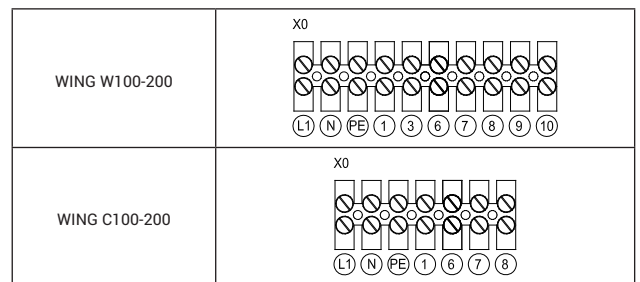 X0
WING W100-200
L1 N PE 1 3 6 7 8 9 10
X0
WING C100-200
L1 N PE 1 6 7 8